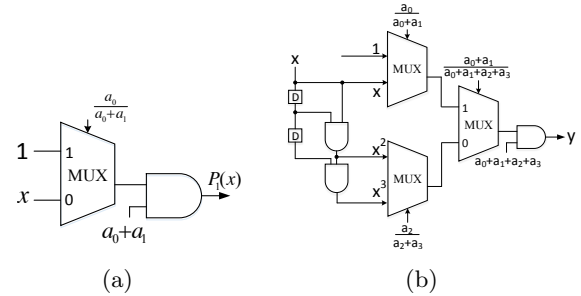 a₀
a₀+a₁
1
1
MUX
x
0
P₁(x)
a₀+a₁
(a)
a₀
a₀+a₁
x
1
MUX
x
D
D
a₀+a₁
a₀+a₁+a₂+a₃
1
MUX
0
y
a₀+a₁+a₂+a₃
x²
MUX
x³
a₂
a₂+a₃
(b)